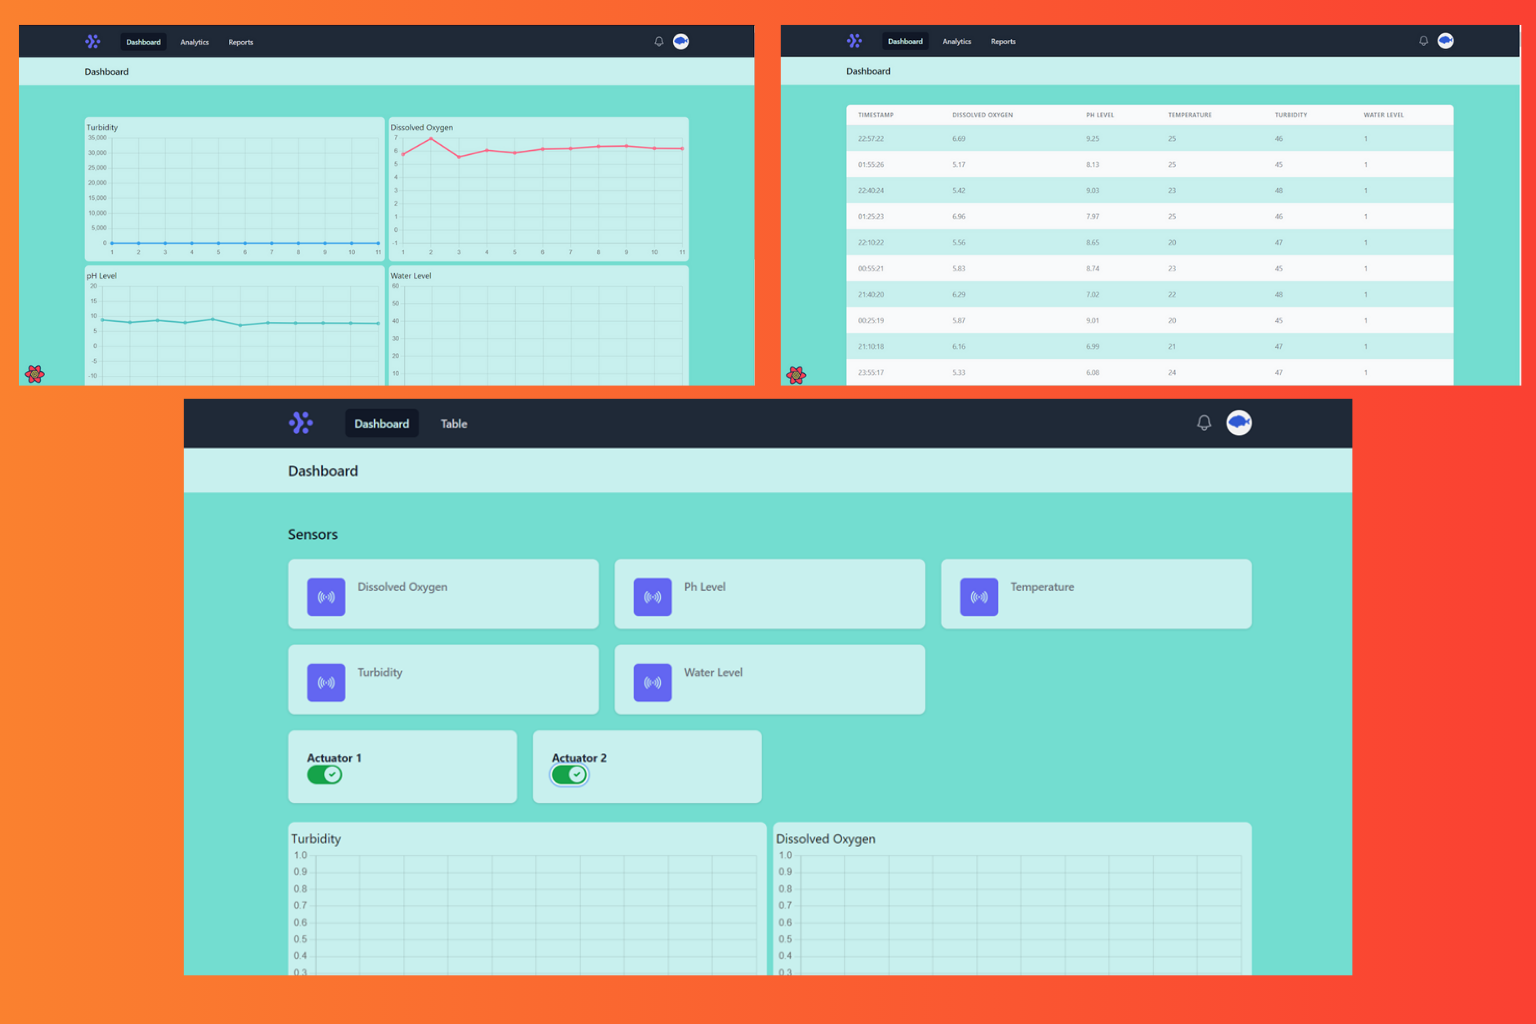 Dashboard Analytics Reports
Dashboard
Turbidity
35,000
30,000
25,000
20,000
15,000
10,000
5,000
0
1 2 3 4 5 6 7 8 9 10 11
Dissolved Oxygen
7
6
5
4
3
2
1
0
-1
1 2 3 4 5 6 7 8 9 10 11
pH Level
20
15
10
5
0
-5
-10
Water Level
60
50
40
30
20
10
Dashboard Analytics Reports
Dashboard
TIMESTAMP DISSOLVED OXYGEN PH LEVEL TEMPERATURE TURBIDITY WATER LEVEL
22:57:22 6.69 9.25 25 46 1
01:55:26 5.17 8.13 25 45 1
22:40:24 5.42 9.03 23 48 1
01:25:23 6.96 7.97 25 46 1
22:10:22 5.56 8.65 20 47 1
00:55:21 5.83 8.74 23 45 1
21:40:20 6.29 7.02 22 48 1
00:25:19 5.87 9.01 20 45 1
21:10:18 6.16 6.99 21 47 1
23:55:17 5.33 6.08 24 47 1
Dashboard Table
Dashboard
Sensors
Dissolved Oxygen
Ph Level
Temperature
Turbidity
Water Level
Actuator 1
Actuator 2
Turbidity
1.0
0.9
0.8
0.7
0.6
0.5
0.4
0.3
Dissolved Oxygen
1.0
0.9
0.8
0.7
0.6
0.5
0.4
0.3